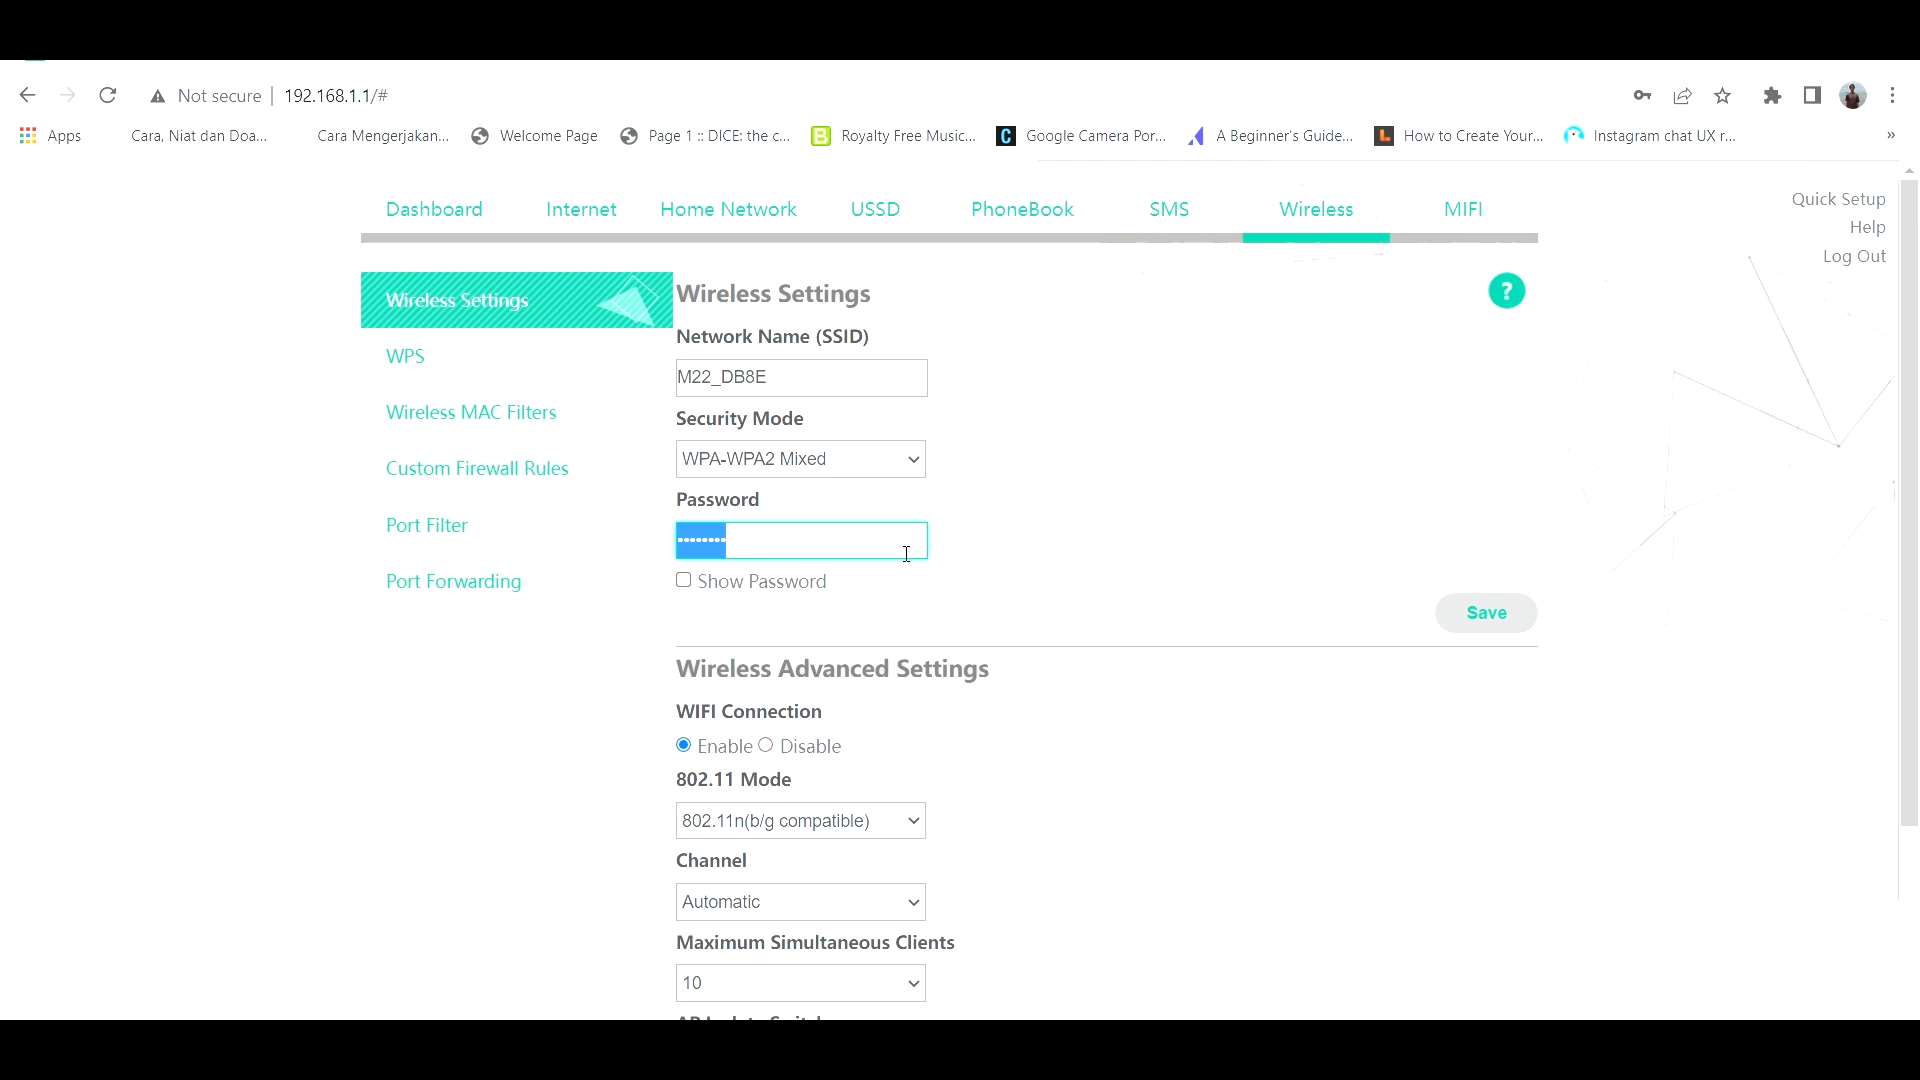 Not secure | 192.168.1.1/#
Apps Cara, Niat dan Doa... Cara Mengerjakan... Welcome Page Page 1 :: DICE: the c... Royalty Free Music... Google Camera Por... A Beginner's Guide... How to Create Your... Instagram chat UX r... »
Dashboard Internet Home Network USSD PhoneBook SMS Wireless MIFI
Quick Setup
Help
Log Out
Wireless Settings
WPS
Wireless MAC Filters
Custom Firewall Rules
Port Filter
Port Forwarding
Wireless Settings
?
Network Name (SSID)
M22_DB8E
Security Mode
WPA-WPA2 Mixed
Password
••••••••
Show Password
Save
Wireless Advanced Settings
WIFI Connection
Enable Disable
802.11 Mode
802.11n(b/g compatible)
Channel
Automatic
Maximum Simultaneous Clients
10